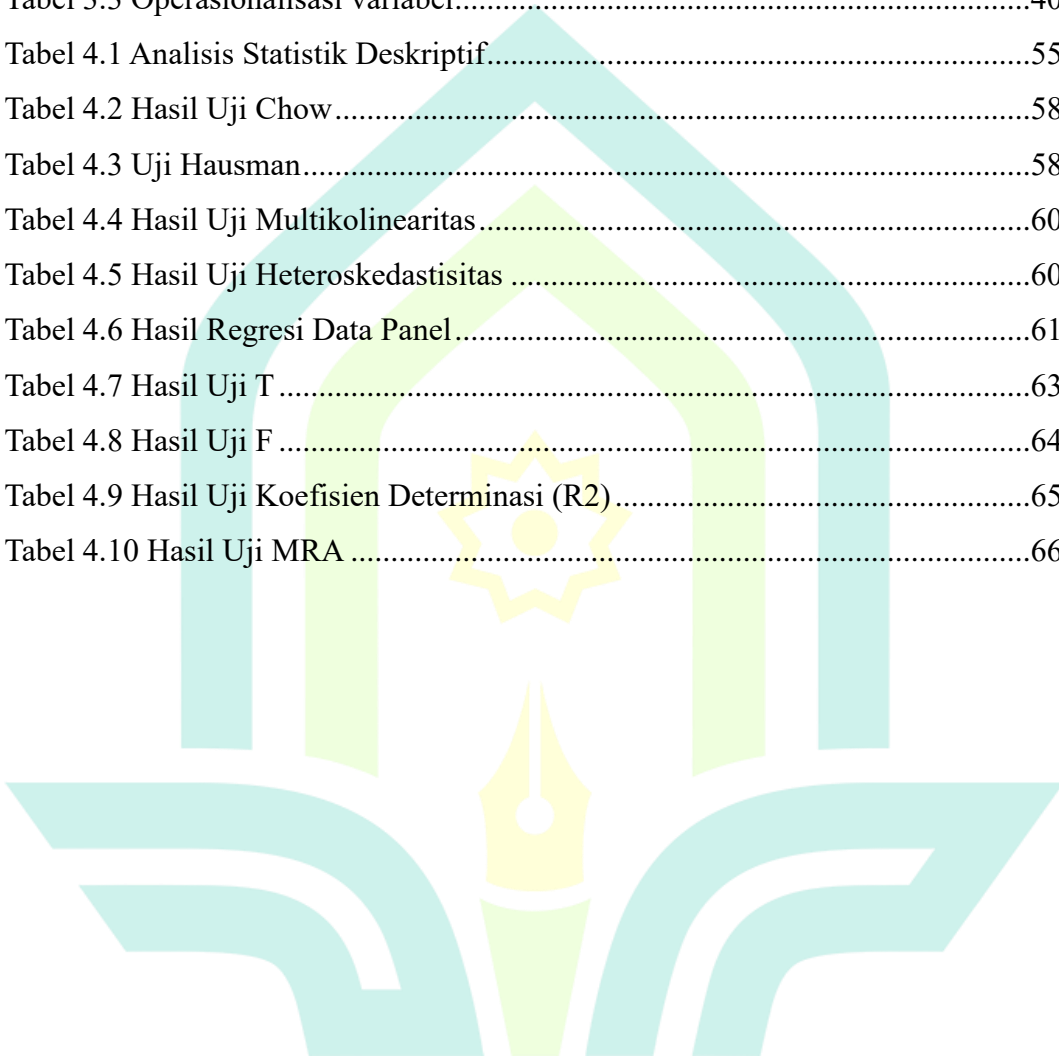 Tabel 3.3 Operasionalisasi variabel..........................................................................40
Tabel 4.1 Analisis Statistik Deskriptif......................................................................55
Tabel 4.2 Hasil Uji Chow.........................................................................................58
Tabel 4.3 Uji Hausman.............................................................................................58
Tabel 4.4 Hasil Uji Multikolinearitas.......................................................................60
Tabel 4.5 Hasil Uji Heteroskedastisitas ...................................................................60
Tabel 4.6 Hasil Regresi Data Panel..........................................................................61
Tabel 4.7 Hasil Uji T ................................................................................................63
Tabel 4.8 Hasil Uji F ................................................................................................64
Tabel 4.9 Hasil Uji Koefisien Determinasi (R2)......................................................65
Tabel 4.10 Hasil Uji MRA .......................................................................................66